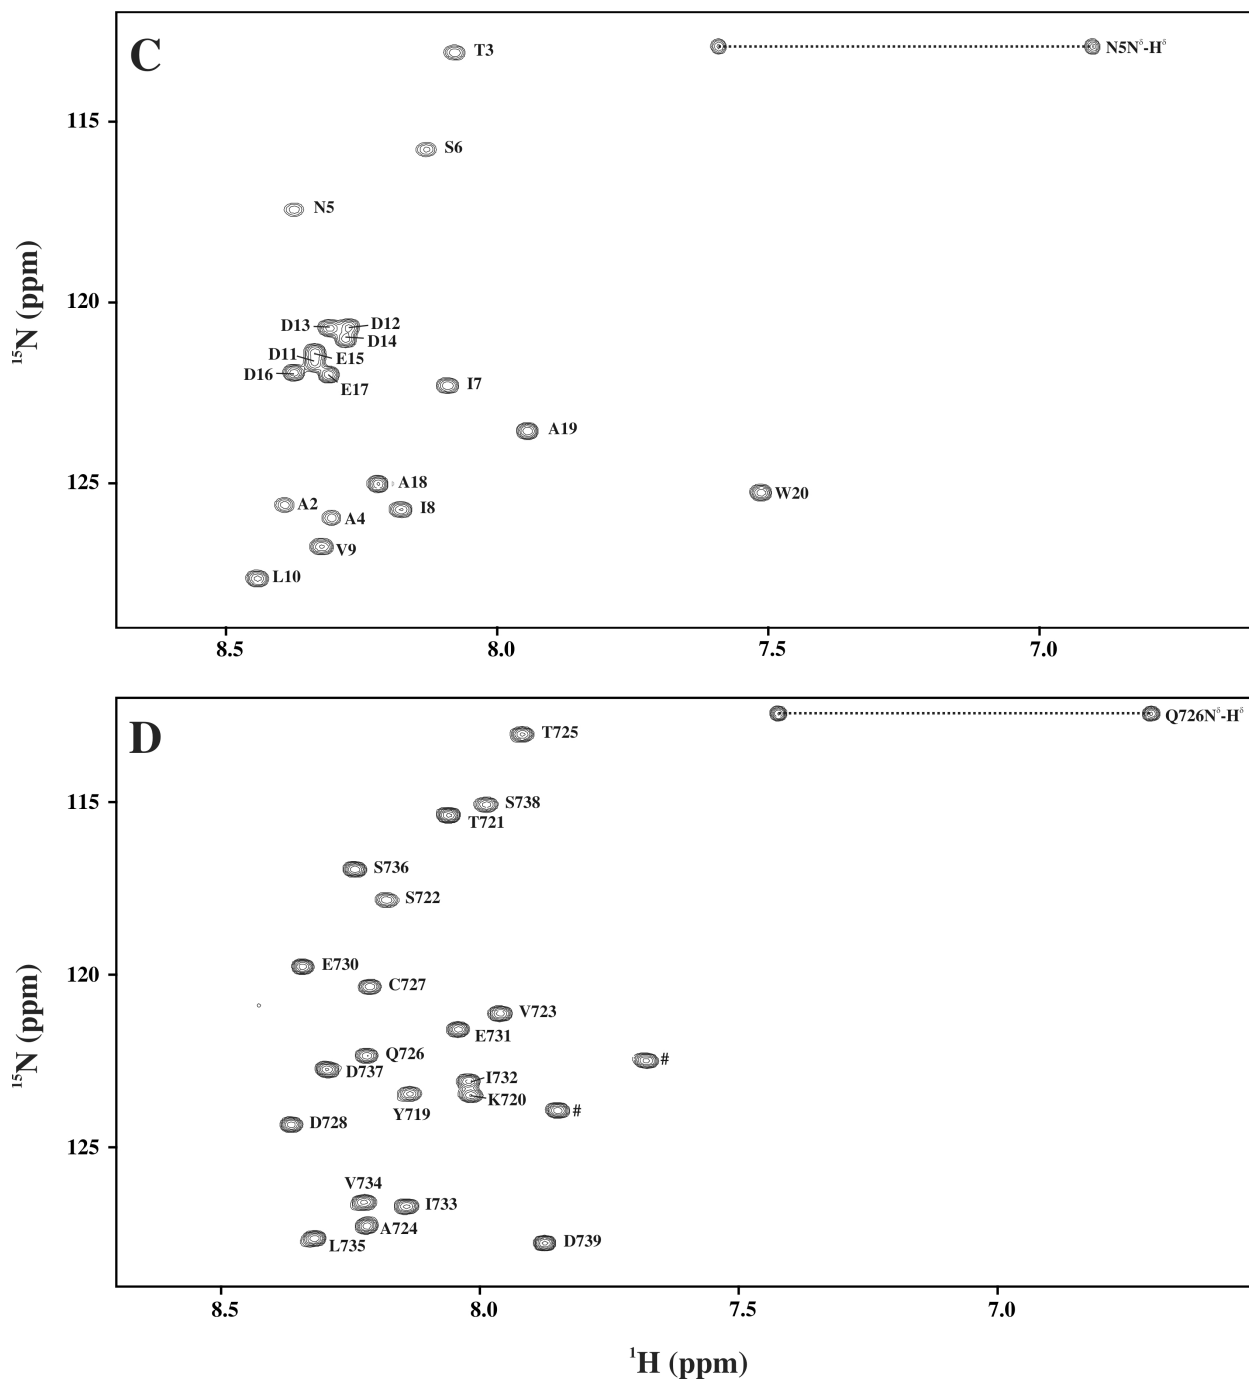 C
T3
N5Nδ-Hδ
115
S6
N5
15N (ppm)
120
D13
D12
D14
D11
E15
D16
E17
I7
A19
125
A18
W20
A2
I8
A4
V9
L10
8.5
8.0
7.5
7.0
D
Q726Nδ-Hδ
T725
115
S738
T721
S736
S722
15N (ppm)
120
E730
C727
V723
E731
Q726
#
D737
I732
K720
Y719
#
D728
125
V734
I733
A724
L735
D739
8.5
8.0
7.5
7.0
1H (ppm)